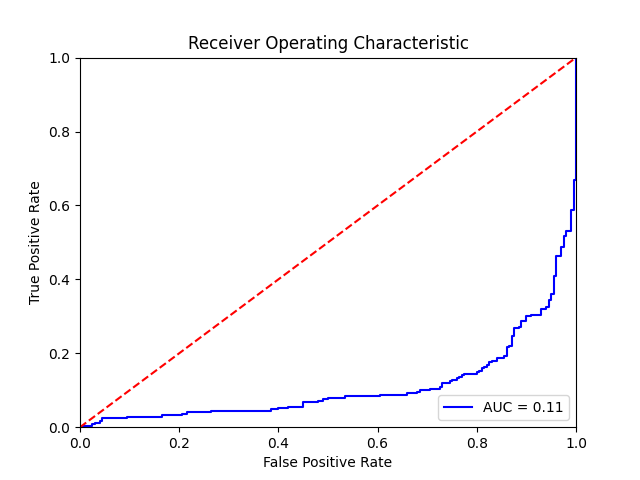 Receiver Operating Characteristic
1.0
0.8
0.6
0.4
0.2
0.0
True Positive Rate
AUC = 0.11
0.0 0.2 0.4 0.6 0.8 1.0
False Positive Rate